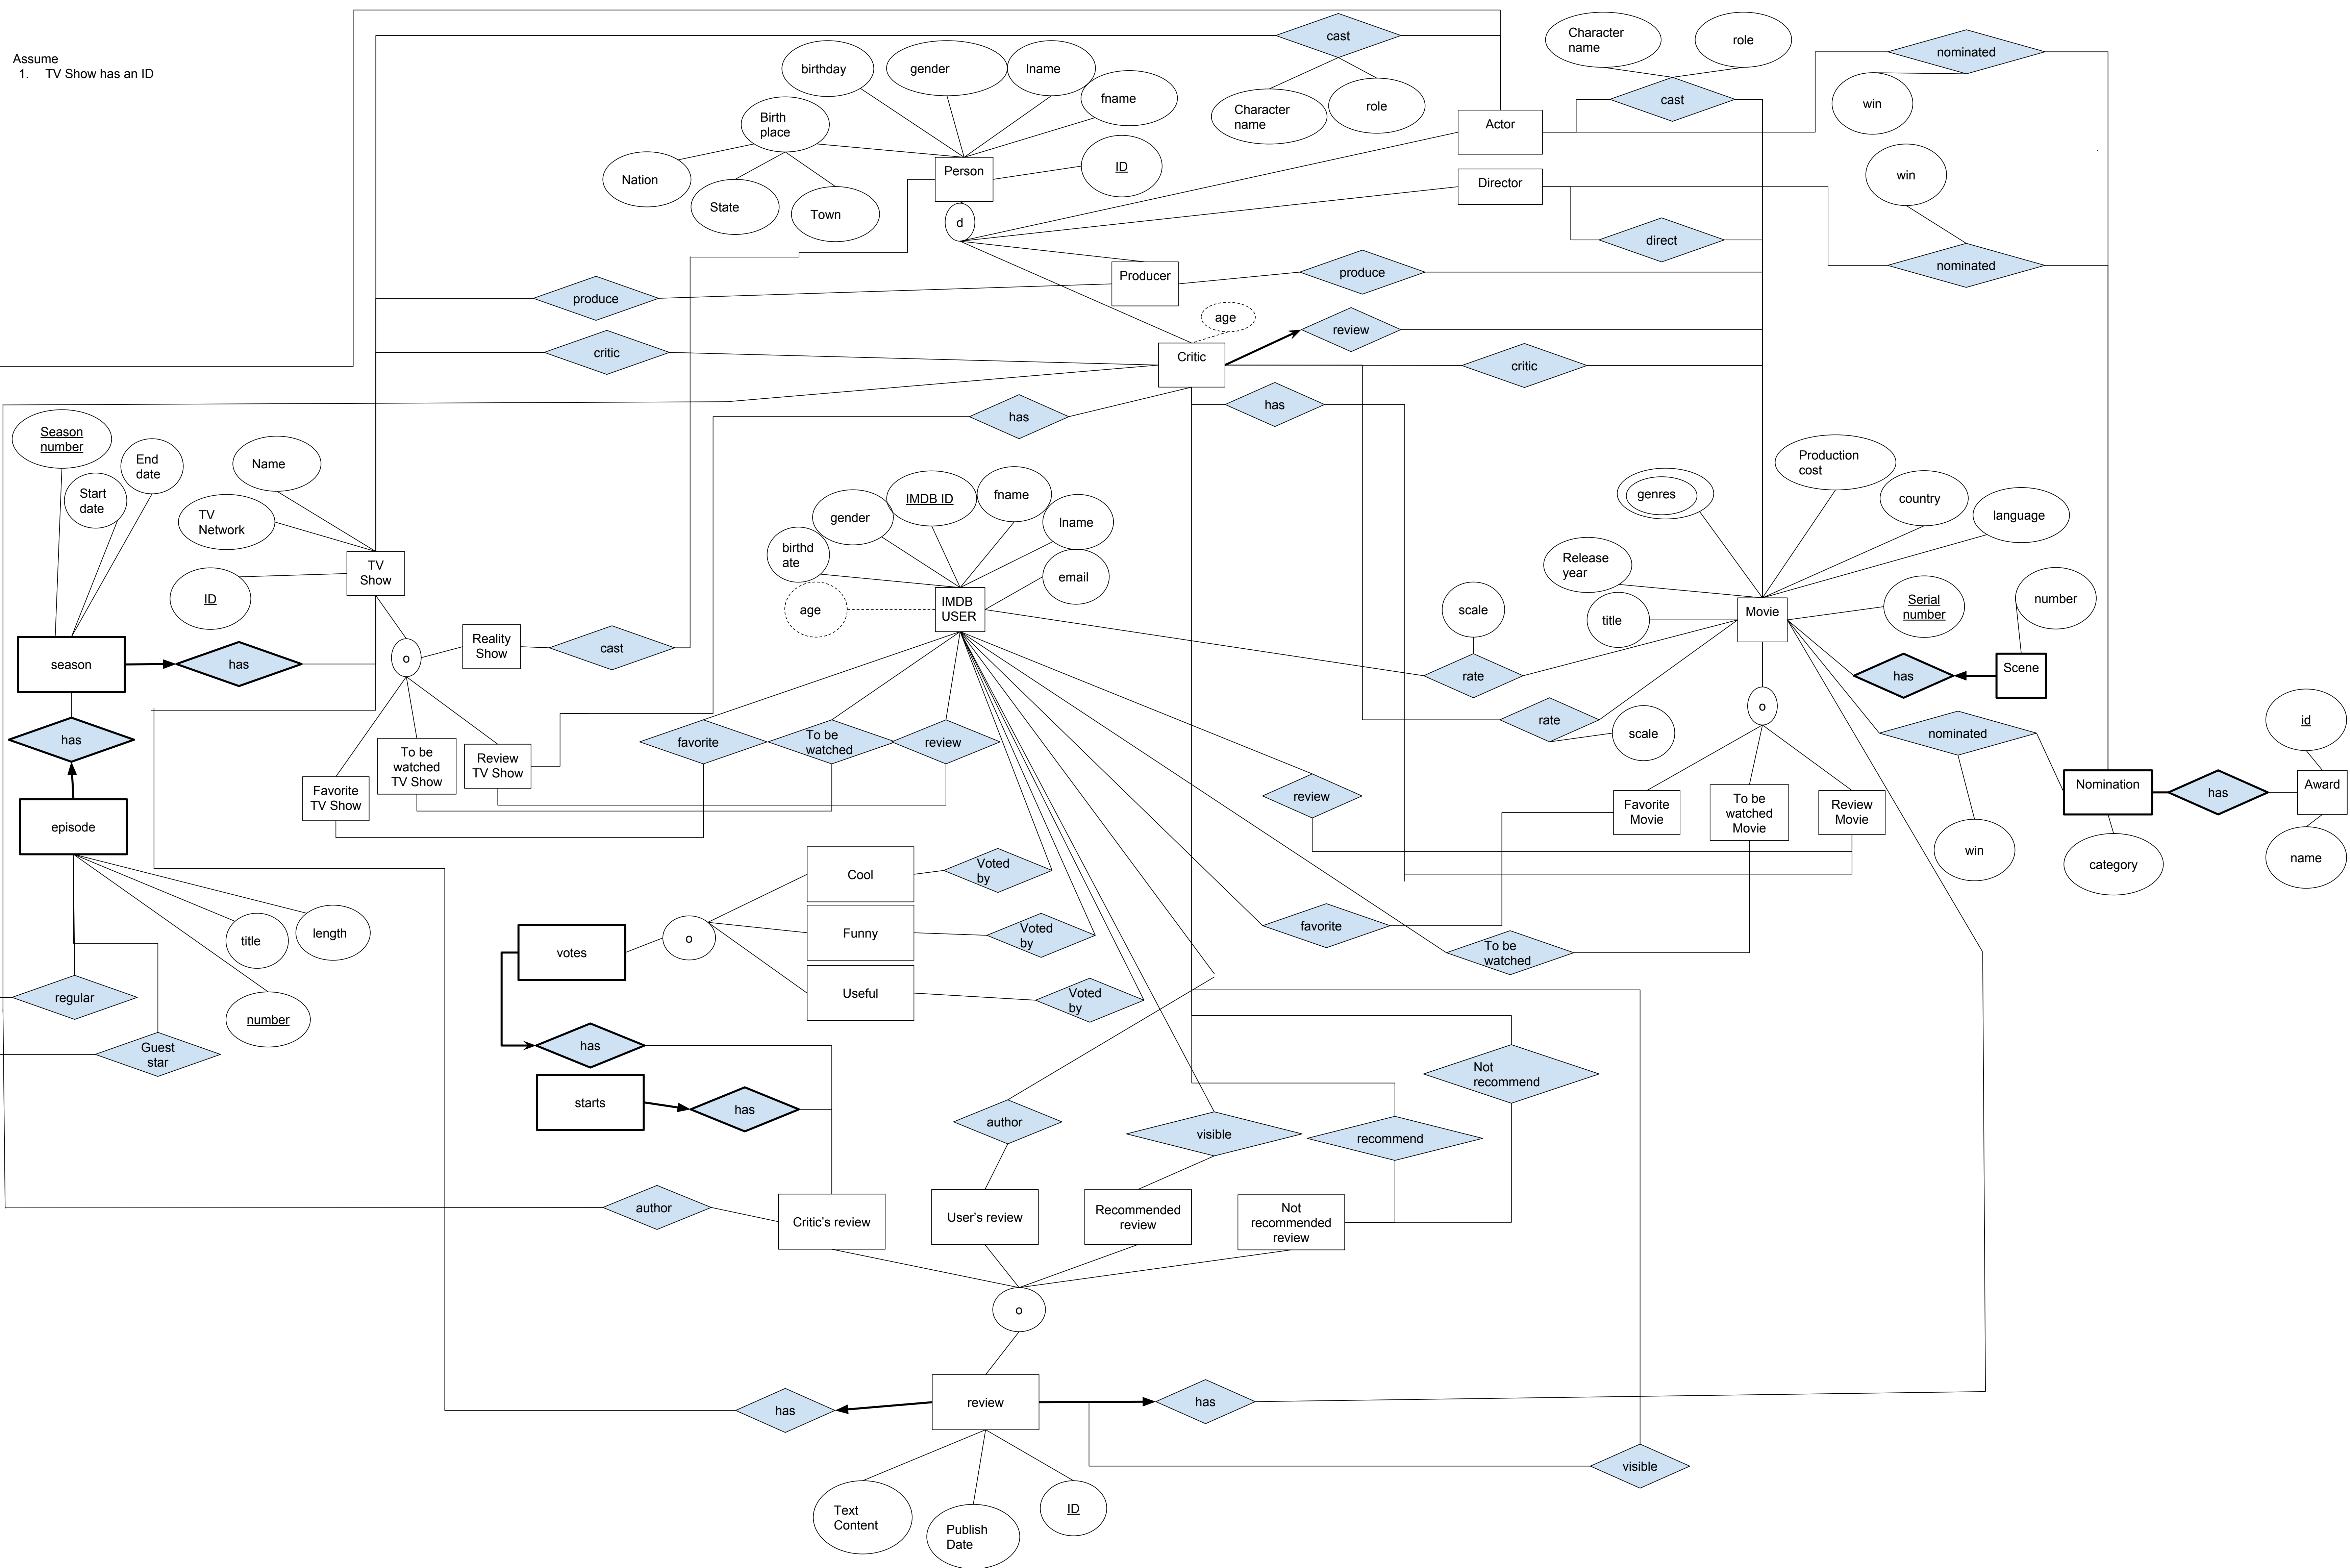 Assume
1. TV Show has an ID
cast
Character
name
role
nominated
birthday
gender
lname
fname
win
cast
Character
name
role
Actor
Birth
place
Person
ID
Nation
State
Town
Director
win
d
direct
nominated
Producer
produce
produce
age
review
critic
Critic
critic
has
has
Season
number
End
date
Start
date
Name
TV
Network
ID
TV
Show
gender
IMDB ID
fname
lname
birthd
ate
email
age
IMDB
USER
genres
Production
cost
country
language
Release
year
title
Movie
Serial
number
number
scale
season
has
o
Reality
Show
cast
rate
has
Scene
rate
scale
o
nominated
id
has
To be
watched
TV Show
Review
TV Show
Favorite
TV Show
favorite
To be
watched
review
review
Favorite
Movie
To be
watched
Movie
Review
Movie
Nomination
has
Award
win
category
name
episode
Cool
Voted
by
title
length
votes
o
Funny
Voted
by
favorite
To be
watched
regular
number
Useful
Voted
by
Guest
star
has
starts
has
Not
recommend
author
visible
recommend
author
Critic's review
User's review
Recommended
review
Not
recommended
review
o
has
review
has
visible
Text
Content
Publish
Date
ID